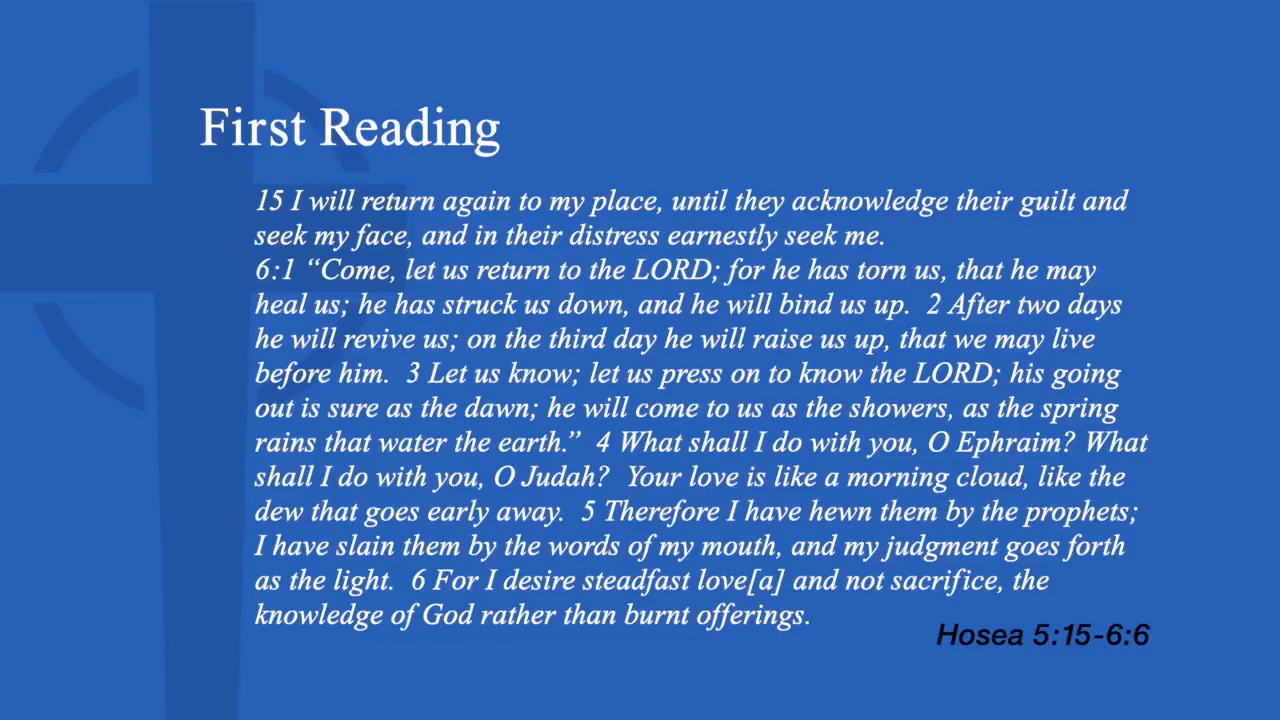 First Reading
15 I will return again to my place, until they acknowledge their guilt and
seek my face, and in their distress earnestly seek me.
6:1 “Come, let us return to the LORD; for he has torn us, that he may
heal us; he has struck us down, and he will bind us up. 2 After two days
he will revive us; on the third day he will raise us up, that we may live
before him. 3 Let us know; let us press on to know the LORD; his going
out is sure as the dawn; he will come to us as the showers, as the spring
rains that water the earth.” 4 What shall I do with you, O Ephraim? What
shall I do with you, O Judah? Your love is like a morning cloud, like the
dew that goes early away. 5 Therefore I have hewn them by the prophets;
I have slain them by the words of my mouth, and my judgment goes forth
as the light. 6 For I desire steadfast love[a] and not sacrifice, the
knowledge of God rather than burnt offerings.
Hosea 5:15-6:6